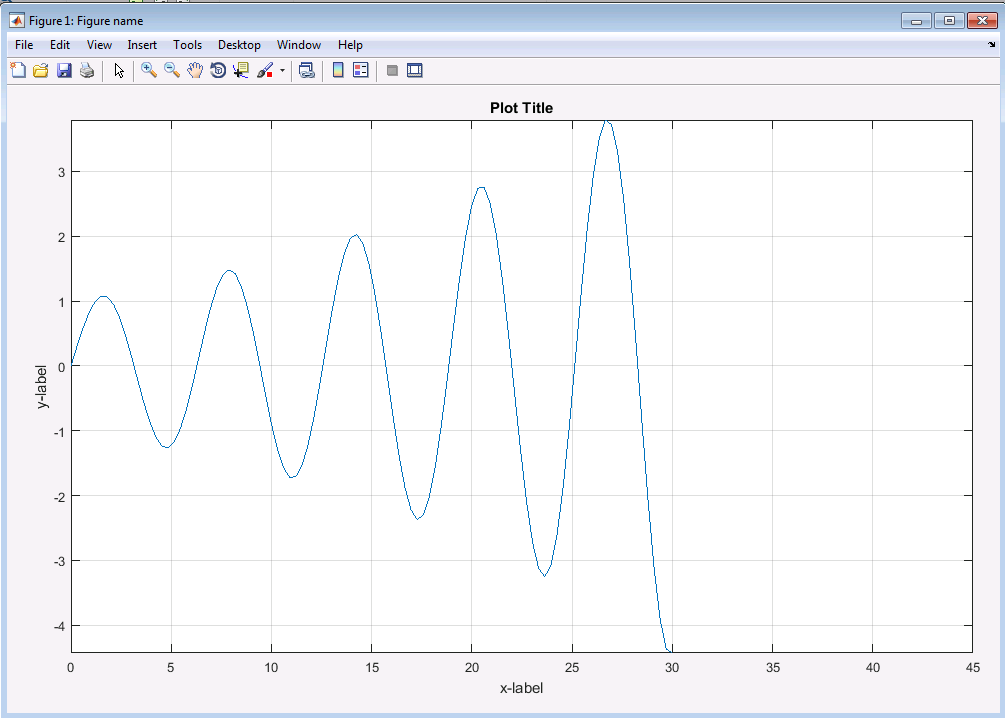 Figure 1: Figure name
File Edit View Insert Tools Desktop Window Help
Plot Title
3
2
1
0
-1
-2
-3
-4
y-label
0 5 10 15 20 25 30 35 40 45
x-label